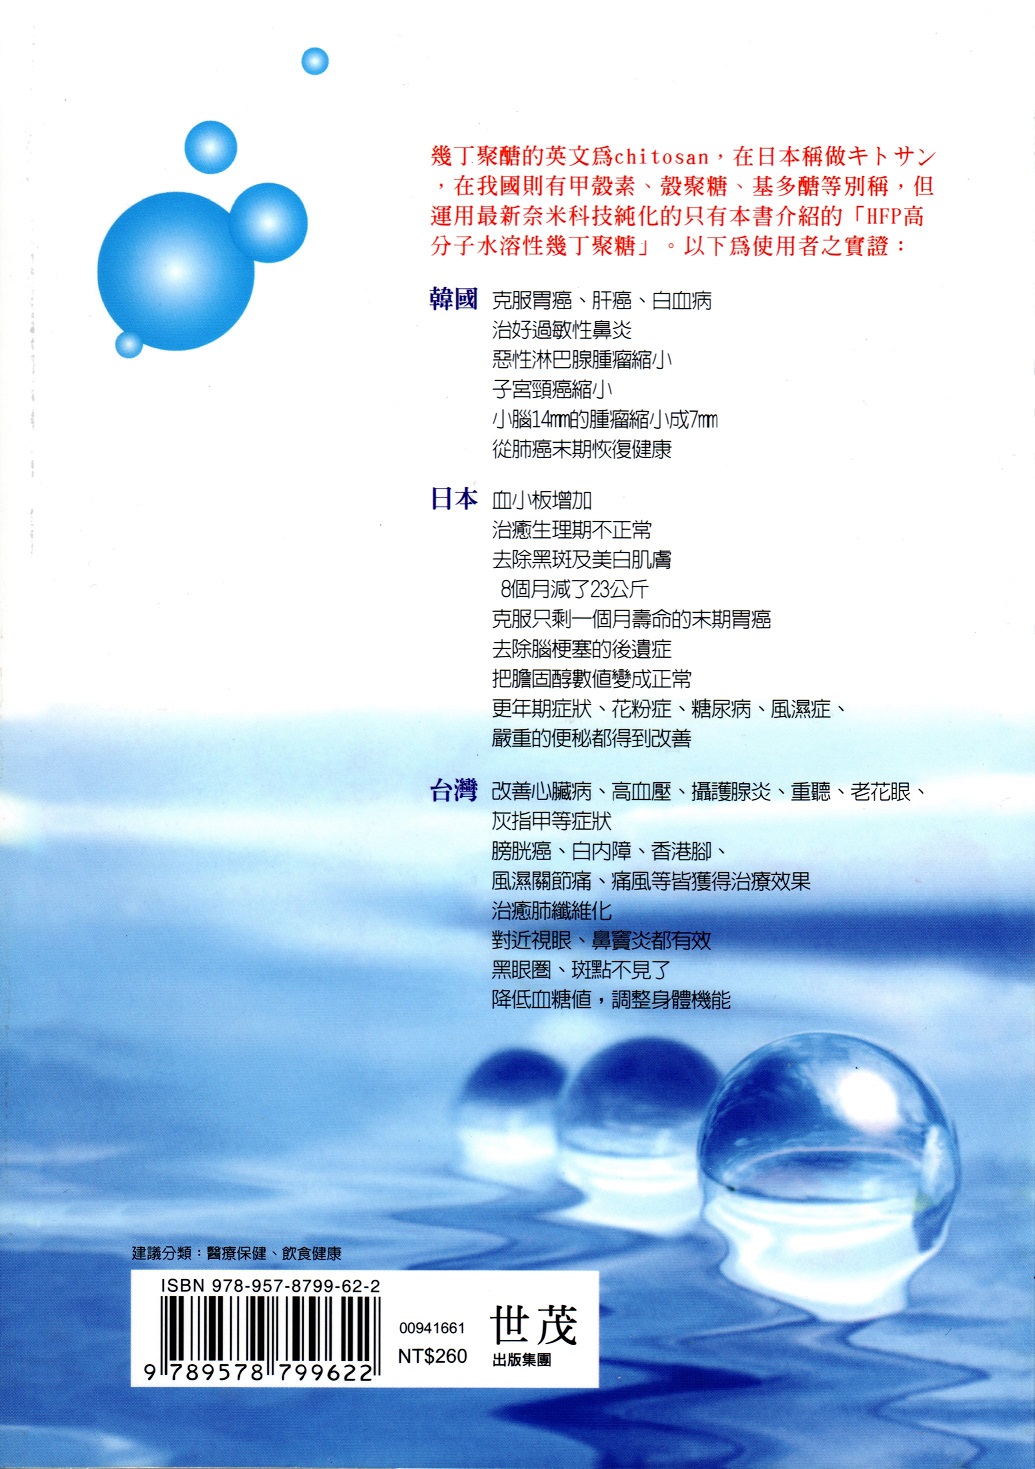 幾丁聚醣的英文為chitosan，在日本稱做キトサン
，在我國則有甲殼素、殼聚糖、基多醣等別稱，但
運用最新奈米科技純化的只有本書介紹的「HFP高
分子水溶性幾丁聚糖」。以下為使用者之實證：
韓國 克服胃癌、肝癌、白血病
治好過敏性鼻炎
惡性淋巴腺腫瘤縮小
子宮頸癌縮小
小腦14mm的腫瘤縮小成7mm
從肺癌末期恢復健康
日本 血小板增加
治癒生理期不正常
去除黑斑及美白肌膚
8個月減了23公斤
克服只剩一個月壽命的末期胃癌
去除腦梗塞的後遺症
把膽固醇數值變成正常
更年期症狀、花粉症、糖尿病、風濕症、
嚴重的便秘都得到改善
台灣 改善心臟病、高血壓、攝護腺炎、重聽、老花眼、
灰指甲等症狀
膀胱癌、白內障、香港腳、
風濕關節痛、痛風等皆獲得治療效果
治癒肺纖維化
對近視眼、鼻竇炎都有效
黑眼圈、斑點不見了
降低血糖值，調整身體機能
建議分類：醫療保健、飲食健康
ISBN 978-957-8799-62-2
9 789578 799622
00941661
NT$260
世茂
出版集團